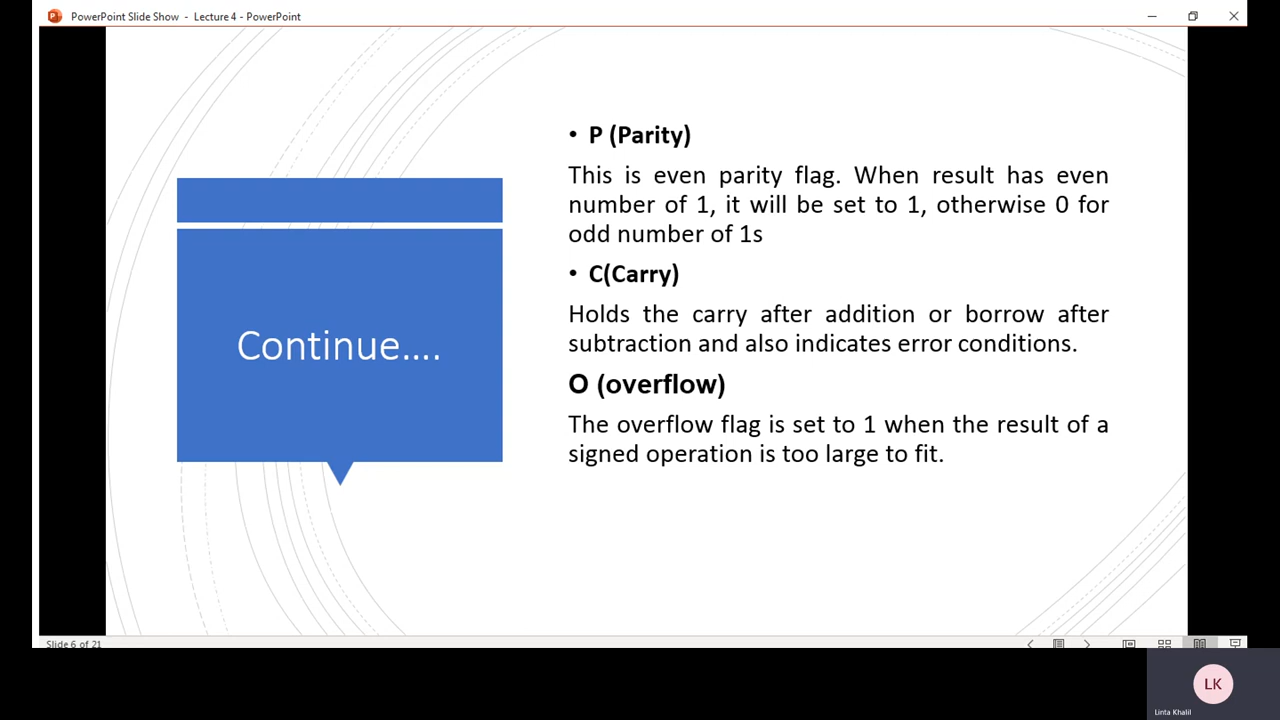 PowerPoint Slide Show - Lecture 4 - PowerPoint
Continue....
• P (Parity)
This is even parity flag. When result has even
number of 1, it will be set to 1, otherwise 0 for
odd number of 1s
• C(Carry)
Holds the carry after addition or borrow after
subtraction and also indicates error conditions.
O (overflow)
The overflow flag is set to 1 when the result of a
signed operation is too large to fit.
Slide 6 of 21
LK
Linta Khalil